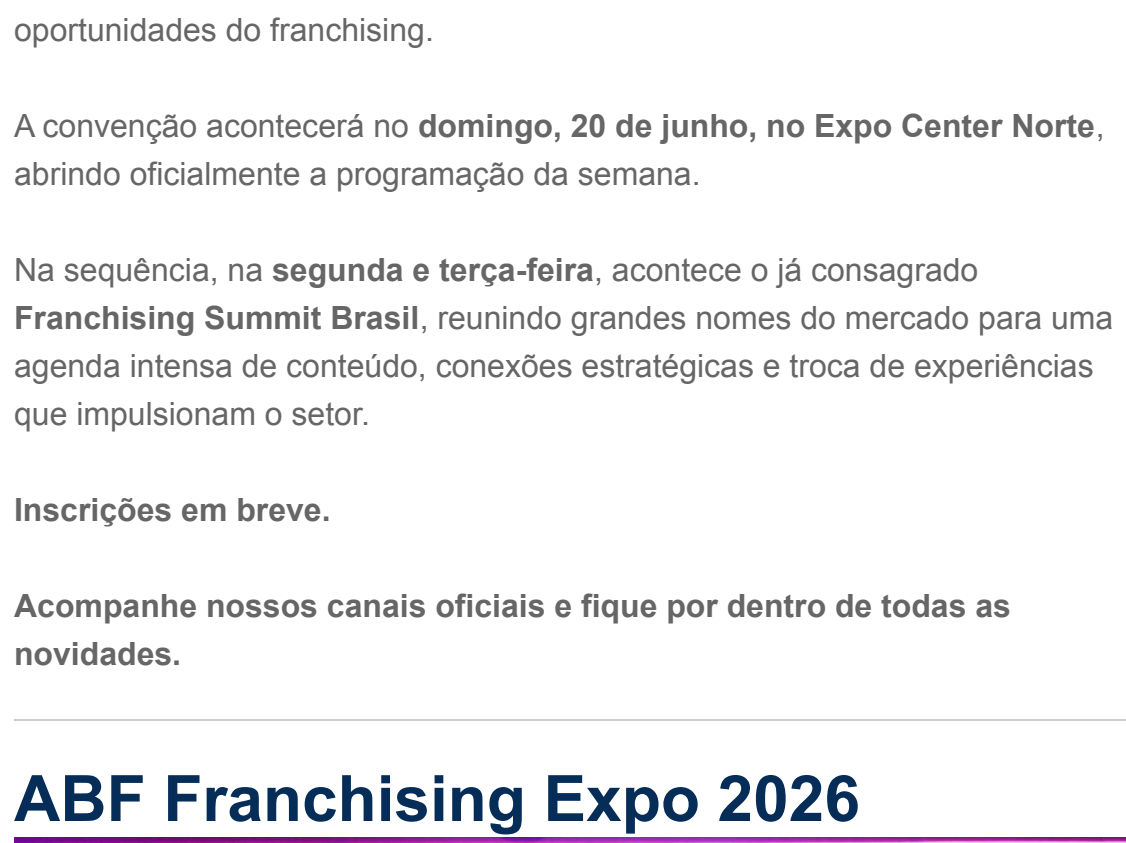 oportunidades do franchising.
A convenção acontecerá no domingo, 20 de junho, no Expo Center Norte,
abrindo oficialmente a programação da semana.
Na sequência, na segunda e terça-feira, acontece o já consagrado
Franchising Summit Brasil, reunindo grandes nomes do mercado para uma
agenda intensa de conteúdo, conexões estratégicas e troca de experiências
que impulsionam o setor.
Inscrições em breve.
Acompanhe nossos canais oficiais e fique por dentro de todas as
novidades.
ABF Franchising Expo 2026